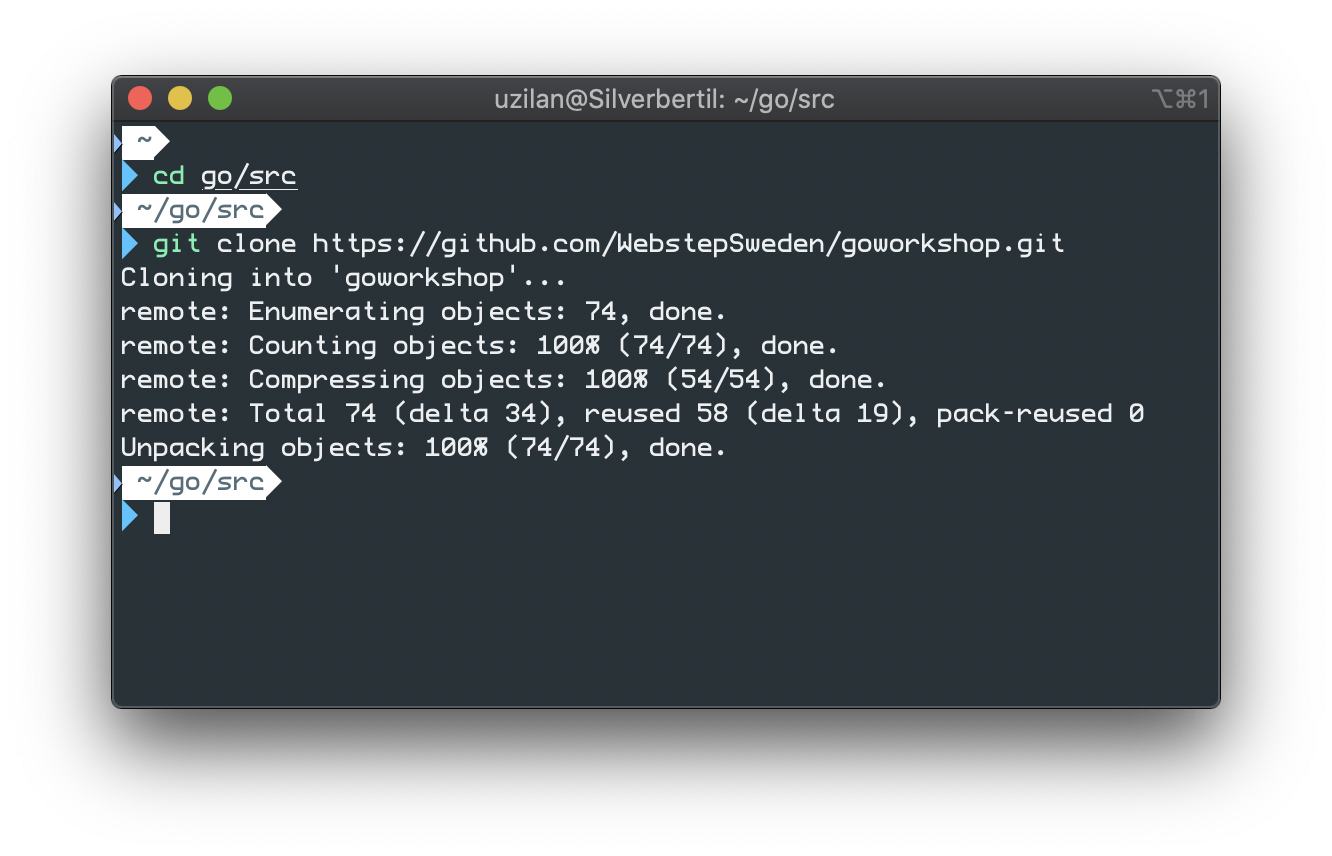 uzilan@Silverbertil: ~/go/src ⌥⌘1
~
cd go/src
~/go/src
git clone https://github.com/WebstepSweden/goworkshop.git
Cloning into 'goworkshop'...
remote: Enumerating objects: 74, done.
remote: Counting objects: 100% (74/74), done.
remote: Compressing objects: 100% (54/54), done.
remote: Total 74 (delta 34), reused 58 (delta 19), pack-reused 0
Unpacking objects: 100% (74/74), done.
~/go/src